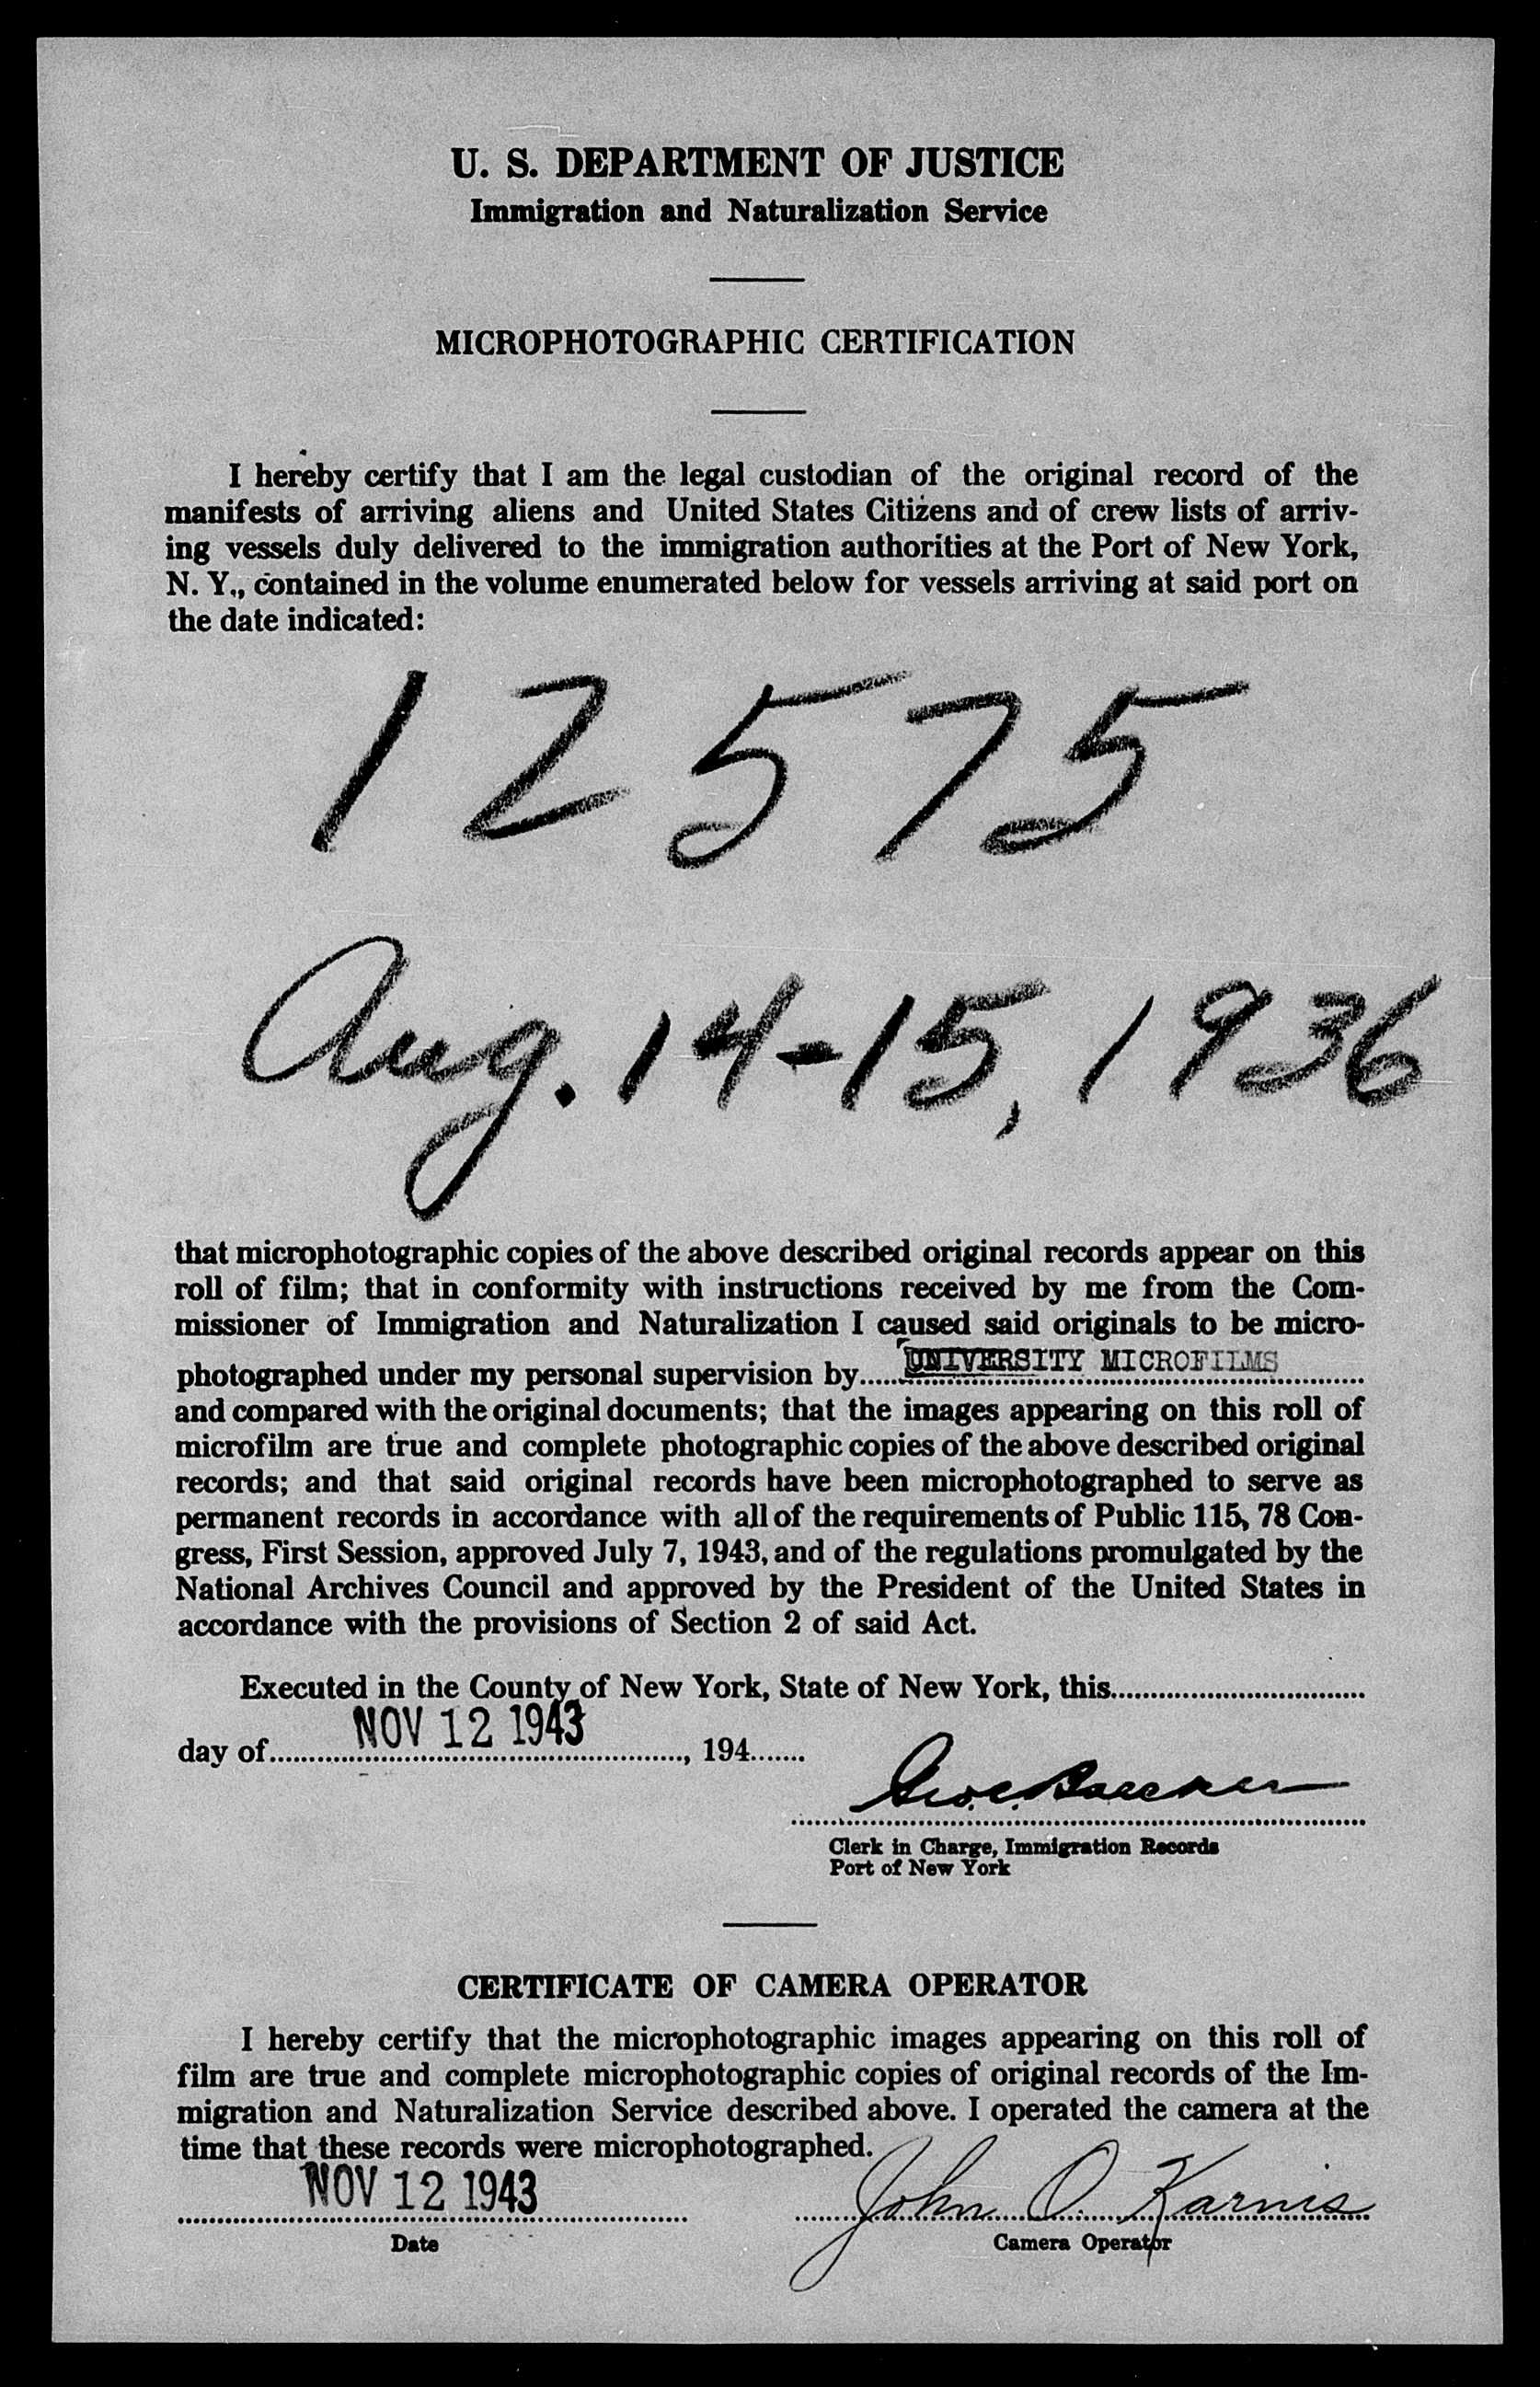 U. S. DEPARTMENT OF JUSTICE
Immigration and Naturalization Service
MICROPHOTOGRAPHIC CERTIFICATION
I hereby certify that I am the legal custodian of the original record of the
manifests of arriving aliens and United States Citizens and of crew lists of arriv-
ing vessels duly delivered to the immigration authorities at the Port of New York,
N. Y., contained in the volume enumerated below for vessels arriving at said port on
the date indicated:
12575
Aug. 14-15, 1936
that microphotographic copies of the above described original records appear on this
roll of film; that in conformity with instructions received by me from the Com-
missioner of Immigration and Naturalization I caused said originals to be micro-
photographed under my personal supervision by UNIVERSITY MICROFILMS
and compared with the original documents; that the images appearing on this roll of
microfilm are true and complete photographic copies of the above described original
records; and that said original records have been microphotographed to serve as
permanent records in accordance with all of the requirements of Public 115, 78 Con-
gress, First Session, approved July 7, 1943, and of the regulations promulgated by the
National Archives Council and approved by the President of the United States in
accordance with the provisions of Section 2 of said Act.
Executed in the County of New York, State of New York, this
day of NOV 12 1943, 194
Geo.
Clerk in Charge, Immigration Records
Port of New York
CERTIFICATE OF CAMERA OPERATOR
I hereby certify that the microphotographic images appearing on this roll of
film are true and complete microphotographic copies of original records of the Im-
migration and Naturalization Service described above. I operated the camera at the
time that these records were microphotographed.
NOV 12 1943 John O. Karnis
Date Camera Operator